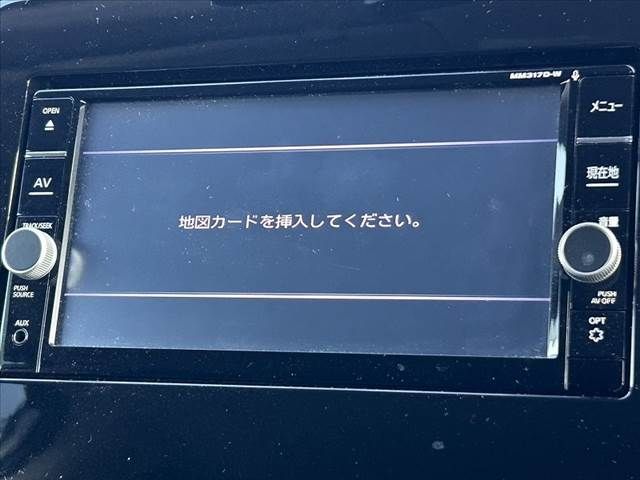 MM317D-W
OPEN
メニュー
AV
現在地
地図カードを挿入してください。
TRACK/SEEK
音量
PUSH
SOURCE
PUSH
AV OFF
AUX
OPT